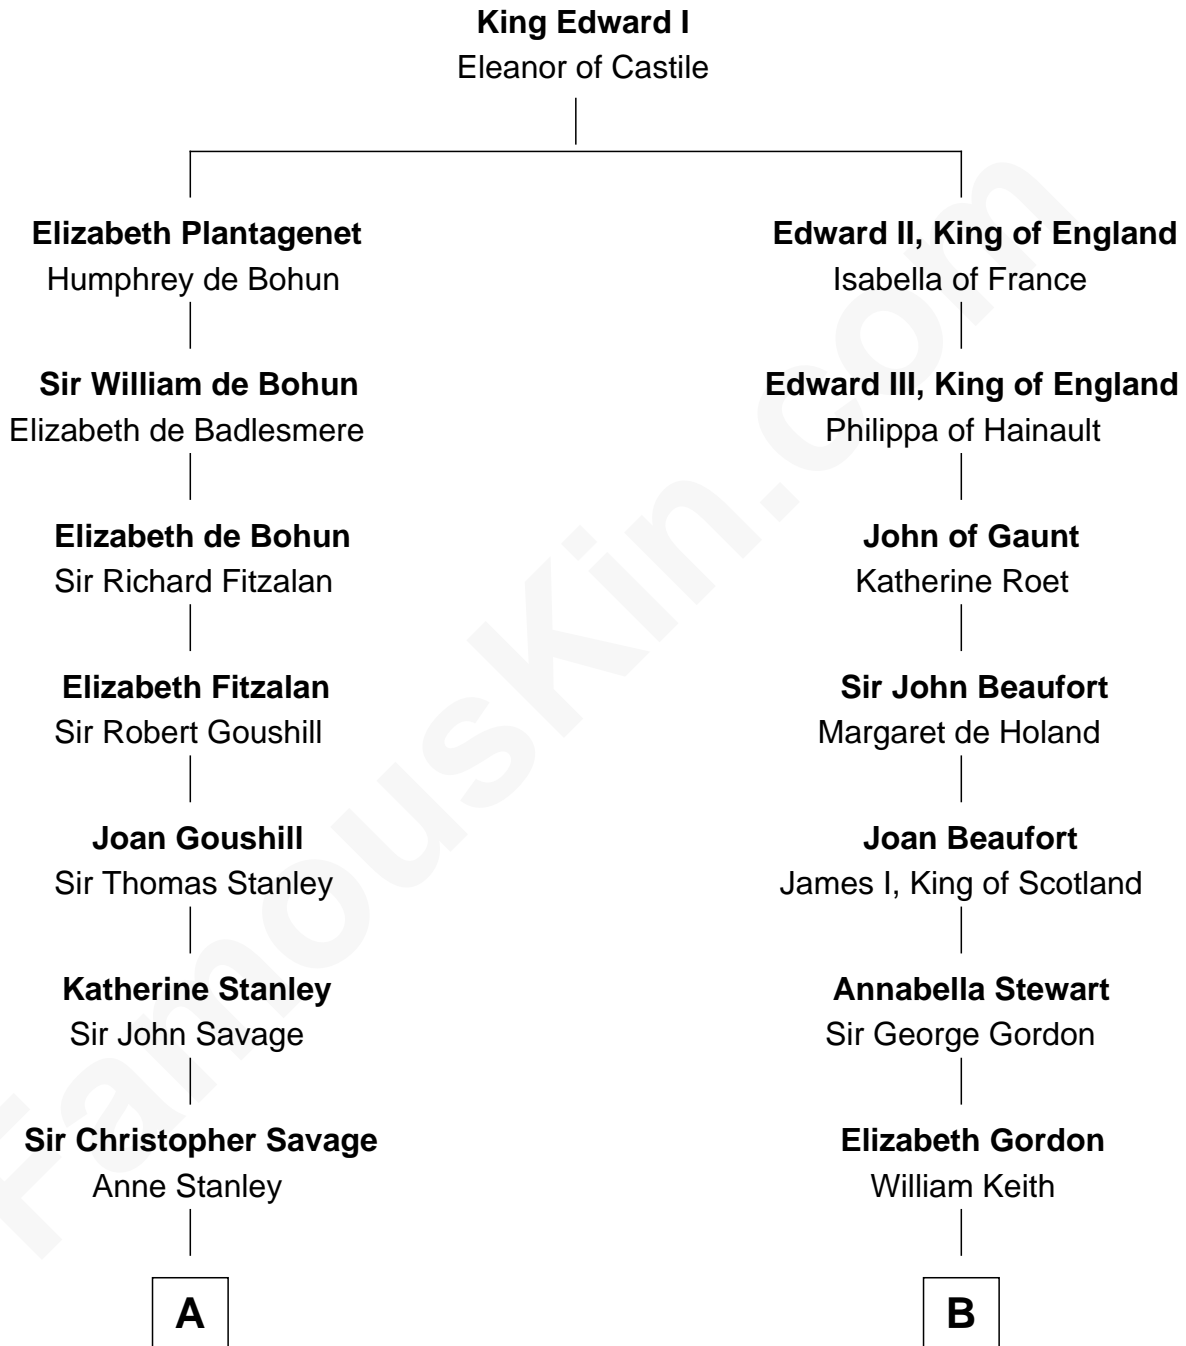 King Edward I
Eleanor of Castile
Elizabeth Plantagenet
Humphrey de Bohun
Edward II, King of England
Isabella of France
Sir William de Bohun
Elizabeth de Badlesmere
Edward III, King of England
Philippa of Hainault
Elizabeth de Bohun
Sir Richard Fitzalan
John of Gaunt
Katherine Roet
Elizabeth Fitzalan
Sir Robert Goushill
Sir John Beaufort
Margaret de Holand
Joan Goushill
Sir Thomas Stanley
Joan Beaufort
James I, King of Scotland
Katherine Stanley
Sir John Savage
Annabella Stewart
Sir George Gordon
Sir Christopher Savage
Anne Stanley
Elizabeth Gordon
William Keith
A
B
FamousKin.com